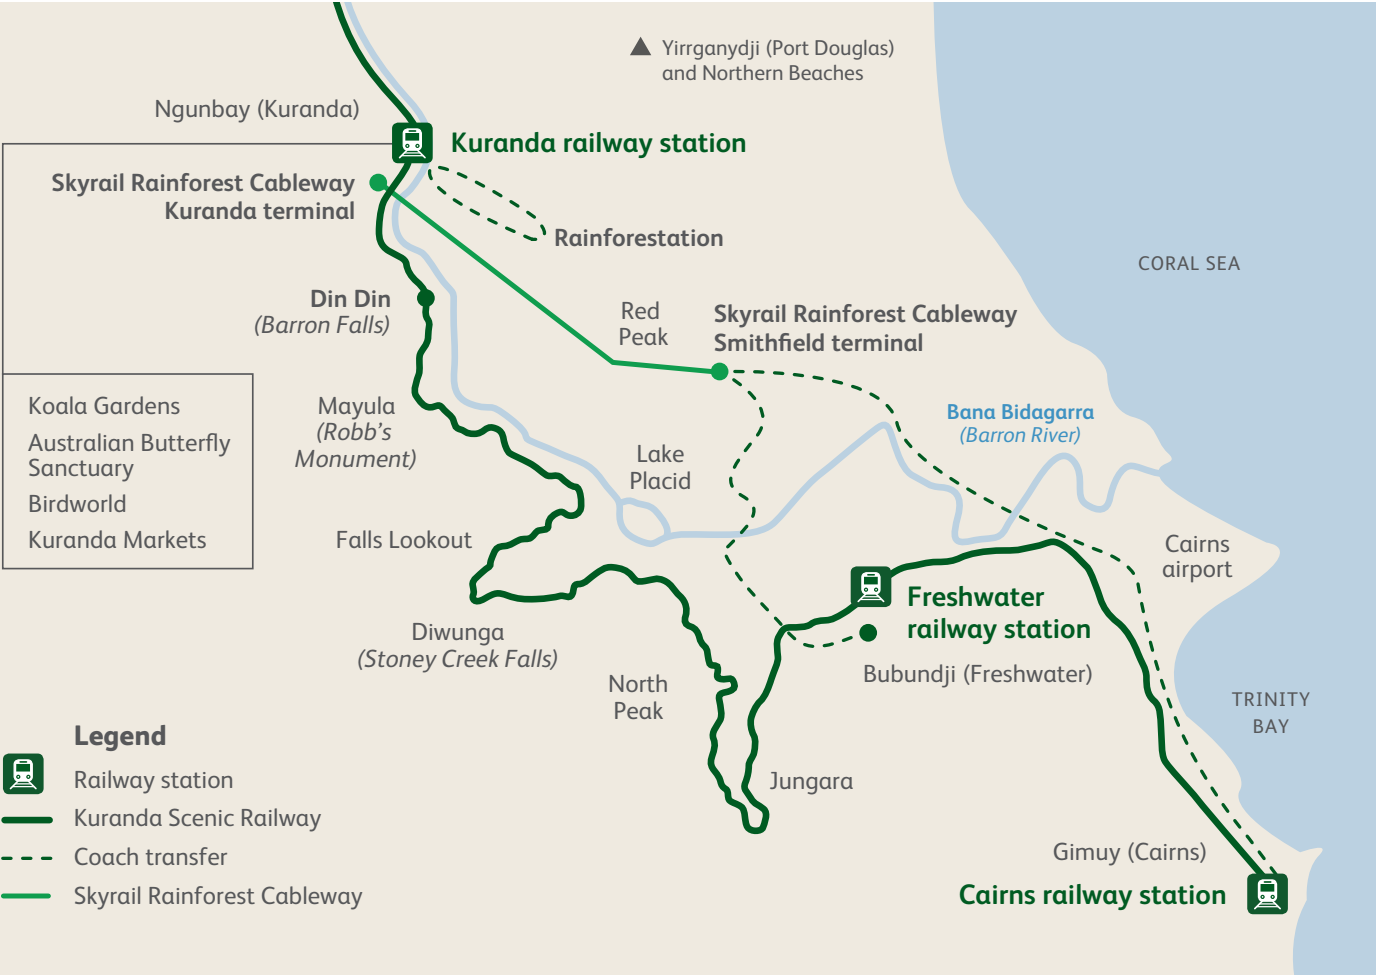 Yirrganydji (Port Douglas)
and Northern Beaches
Ngunbay (Kuranda)
Kuranda railway station
Skyrail Rainforest Cableway
Kuranda terminal
Rainforestation
CORAL SEA
Din Din
(Barron Falls)
Red
Peak
Skyrail Rainforest Cableway
Smithfield terminal
Koala Gardens
Australian Butterfly
Sanctuary
Birdworld
Kuranda Markets
Mayula
(Robb's
Monument)
Bana Bidagarra
(Barron River)
Lake
Placid
Falls Lookout
Cairns
airport
Freshwater
railway station
Diwunga
(Stoney Creek Falls)
Bubundji (Freshwater)
North
Peak
TRINITY
BAY
Jungara
Legend
Railway station
Kuranda Scenic Railway
Coach transfer
Skyrail Rainforest Cableway
Gimuy (Cairns)
Cairns railway station